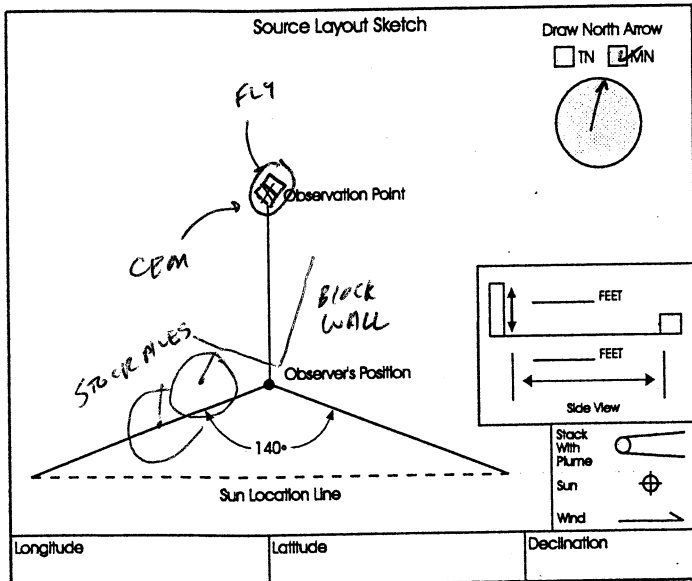 Source Layout Sketch
Draw North Arrow
TN MN
FLY
Observation Point
CEM
BLOCK
WALL
STOCK PILES
Observer's Position
140°
Sun Location Line
FEET
FEET
Side View
Stack
With
Plume
Sun
Wind
Longitude
Latitude
Declination